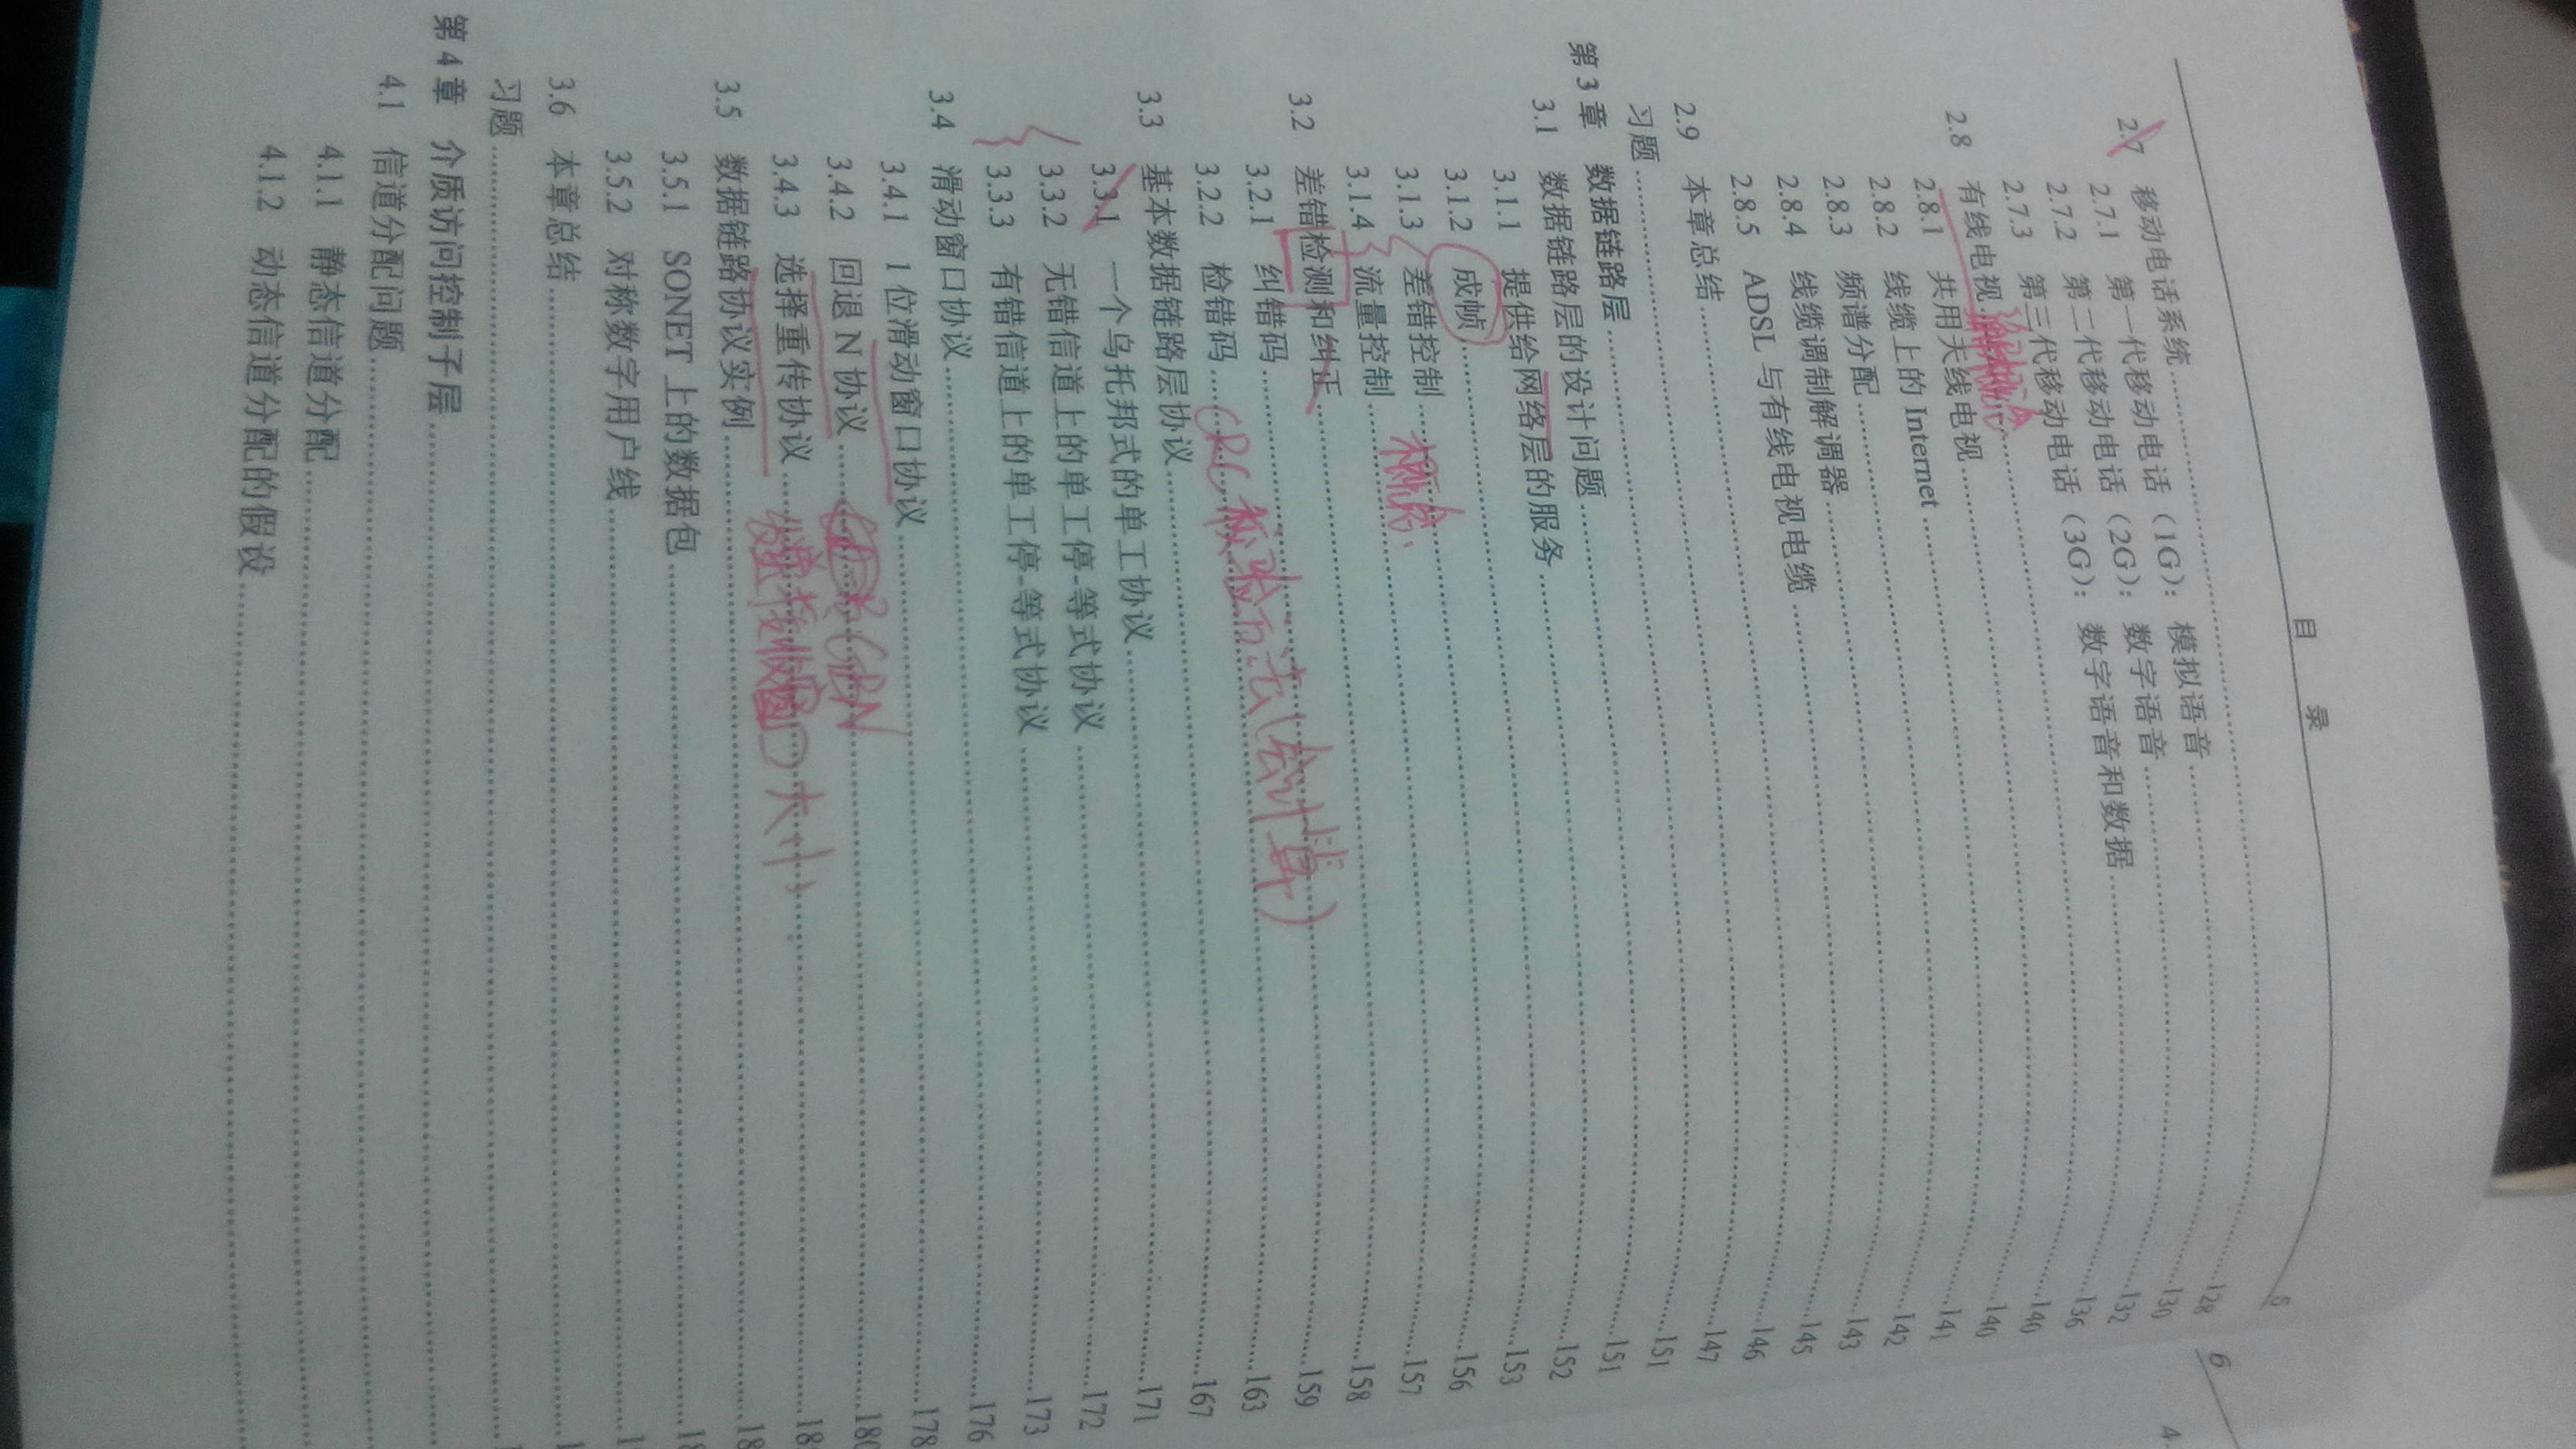 目 录
5
2.7 移动电话系统 128
2.7.1 第一代移动电话（1G）：模拟语音 130
2.7.2 第二代移动电话（2G）：数字语音 132
2.7.3 第三代移动电话（3G）：数字语音和数据 136
2.8 有线电视 140
2.8.1 共用天线电视 140
2.8.2 线缆上的 Internet 141
2.8.3 频谱分配 142
2.8.4 线缆调制解调器 143
2.8.5 ADSL 与有线电视电缆 145
2.9 本章总结 146
习题 147
第 3 章 数据链路层 151
3.1 数据链路层的设计问题 151
3.1.1 提供给网络层的服务 152
3.1.2 成帧 153
3.1.3 差错控制 156
概念
3.1.4 流量控制 157
3.2 差错检测和纠正 158
3.2.1 纠错码 159
3.2.2 检错码 163
CRC 校验方法（会计算）
3.3 基本数据链路层协议 167
3.3.1 一个乌托邦式的单工协议 171
3.3.2 无错信道上的单工停-等式协议 172
3.3.3 有错信道上的单工停-等式协议 173
3.4 滑动窗口协议 176
3.4.1 1 位滑动窗口协议 178
3.4.2 回退 N 协议 180
GBN
3.4.3 选择重传协议 18
接收窗口大小
3.5 数据链路协议实例 18
3.5.1 SONET 上的数据包 18
3.5.2 对称数字用户线 1
3.6 本章总结 1
习题 1
第 4 章 介质访问控制子层
4.1 信道分配问题
4.1.1 静态信道分配
4.1.2 动态信道分配的假设
6
4.